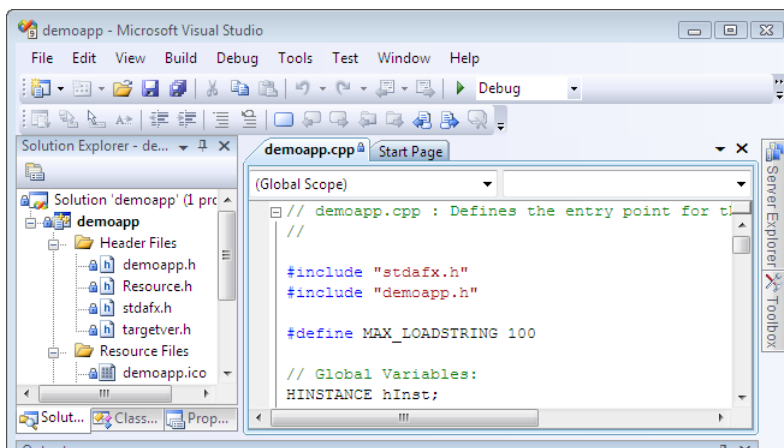 demoapp - Microsoft Visual Studio
File Edit View Build Debug Tools Test Window Help
Debug
Solution Explorer - de...
demoapp.cpp Start Page
(Global Scope)
Solution 'demoapp' (1 pro
demoapp
Header Files
demoapp.h
Resource.h
stdafx.h
targetver.h
Resource Files
demoapp.ico
Solut... Class... Prop...
// demoapp.cpp : Defines the entry point for th
//
#include "stdafx.h"
#include "demoapp.h"
#define MAX_LOADSTRING 100
// Global Variables:
HINSTANCE hInst;
Server Explorer
Toolbox